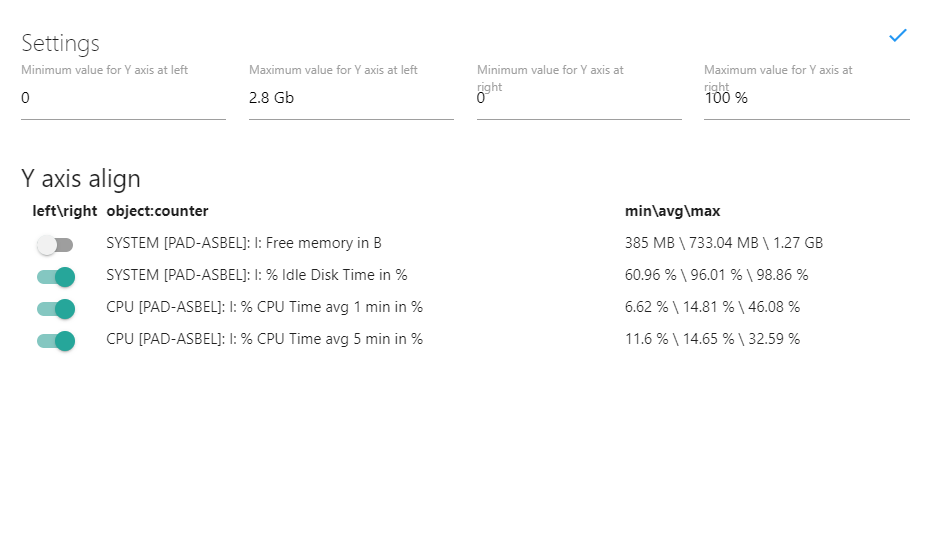 Settings
Minimum value for Y axis at left
0
Maximum value for Y axis at left
2.8 Gb
Minimum value for Y axis at
right
0
Maximum value for Y axis at
right
100 %
Y axis align
left\right object:counter min\avg\max
SYSTEM [PAD-ASBEL]: I: Free memory in B 385 MB \ 733.04 MB \ 1.27 GB
SYSTEM [PAD-ASBEL]: I: % Idle Disk Time in % 60.96 % \ 96.01 % \ 98.86 %
CPU [PAD-ASBEL]: I: % CPU Time avg 1 min in % 6.62 % \ 14.81 % \ 46.08 %
CPU [PAD-ASBEL]: I: % CPU Time avg 5 min in % 11.6 % \ 14.65 % \ 32.59 %